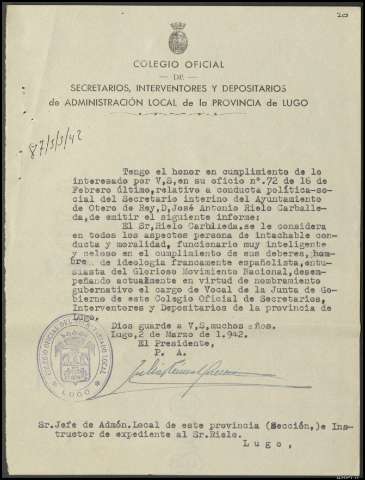 COLEGIO OFICIAL
DE
SECRETARIOS, INTERVENTORES Y DEPOSITARIOS
de ADMINISTRACIÓN LOCAL de la PROVINCIA DE LUGO
87/3/3/42
Tengo el honor en cumplimiento de lo
interesado por V,S,en su oficio nº.72 de 16 de
Febrero último,relativo a conducta política-so-
cial del Secretario interino del Ayuntamiento
de Otero de Rey,D,José Antonio Rielo Carballe-
da,de emitir el siguiente informe:
El Sr,Rielo Carblleda,se le considera
en todos los aspectos persona de intachable con-
ducta y moralidad, funcionario muy inteligente
y celoso en el cumplimiento de sus deberes, hom-
bre de ideología francamente españolista,entu-
siasta del Glorioso Movimiento Nacional,desem-
peñando actualmente en virtud de nombramiento
gubernativo el cargo de Vocal de la Junta de Go-
bierno de este Colegio Oficial de Secretarios,
Interventores y Depositarios de la provincia de
Lugo.
Dios guarde a V,S,muchos años.
Lugo,2 de Marzo de 1.942.
El Presidente,
P. A.
LUGO
Sr.Jefe de Admón.Local de este provincia (Sección,)e Ins-
tructor de expediente al Sr.Rielo.
Lugo,